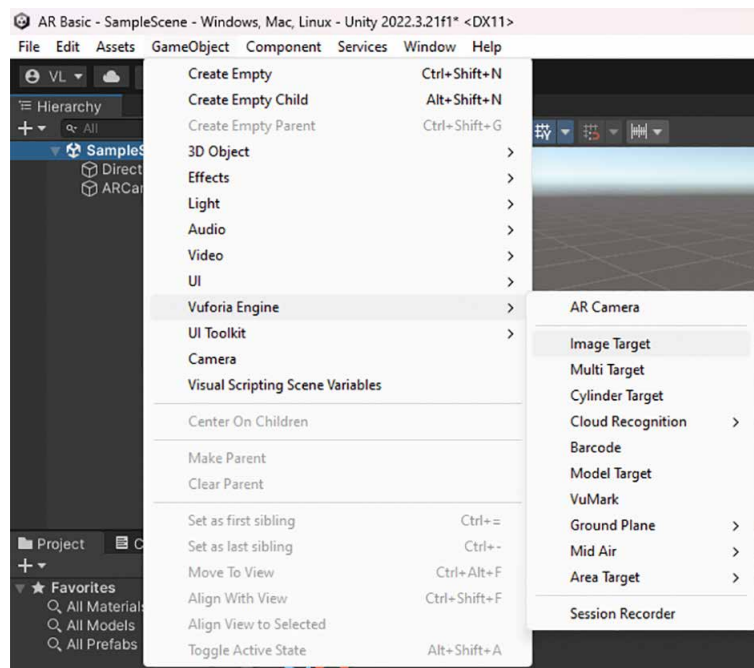 AR Basic - SampleScene - Windows, Mac, Linux - Unity 2022.3.21f1* <DX11>
File Edit Assets GameObject Component Services Window Help
VL
Hierarchy
All
SampleS
Direct
ARCar
Create Empty Ctrl+Shift+N
Create Empty Child Alt+Shift+N
Create Empty Parent Ctrl+Shift+G
3D Object
Effects
Light
Audio
Video
UI
Vuforia Engine
UI Toolkit
Camera
Visual Scripting Scene Variables
Center On Children
Make Parent
Clear Parent
Set as first sibling Ctrl+=
Set as last sibling Ctrl+-
Move To View Ctrl+Alt+F
Align With View Ctrl+Shift+F
Align View to Selected
Toggle Active State Alt+Shift+A
AR Camera
Image Target
Multi Target
Cylinder Target
Cloud Recognition
Barcode
Model Target
VuMark
Ground Plane
Mid Air
Area Target
Session Recorder
Project C
Favorites
All Materials
All Models
All Prefabs